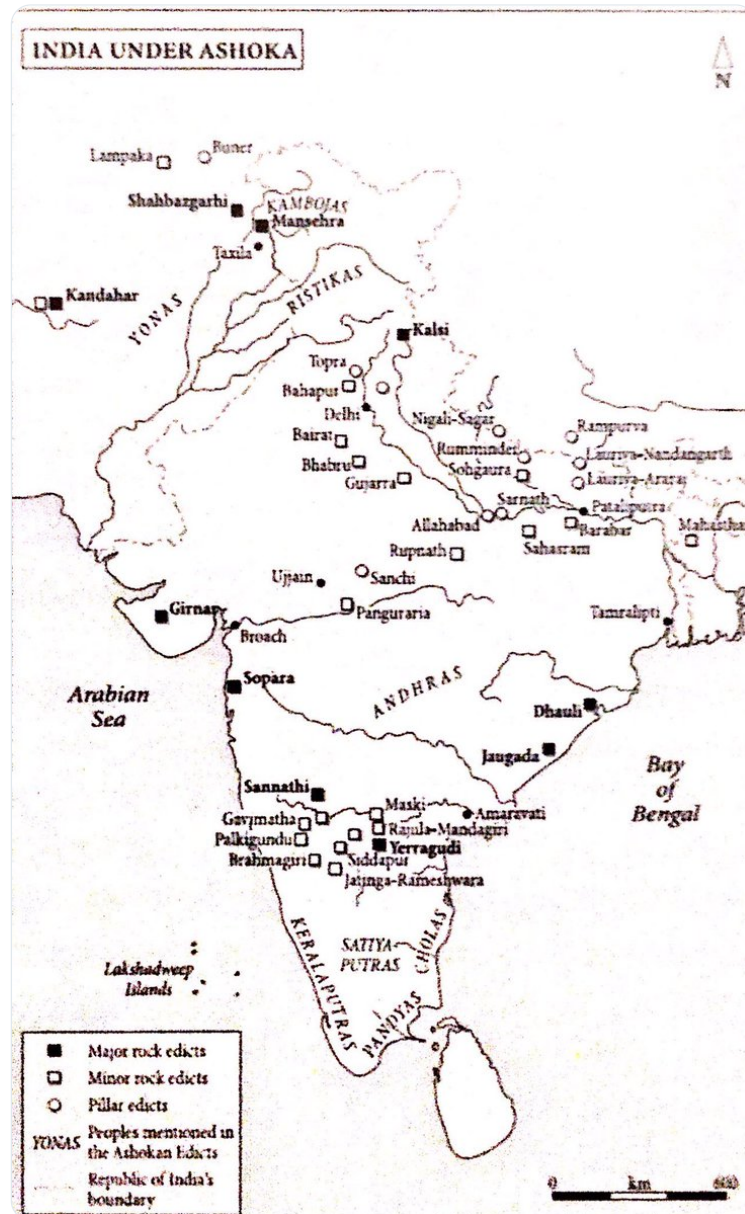 INDIA UNDER ASHOKA
N
Lampaka
Buner
Shahbazgarhi
KAMBOJAS
Mansehra
Taxila
Kandahar
YONAS
RISTIKAS
Kalsi
Topra
Bahapur
Delhi
Nigali-Sagar
Rampurva
Bairat
Rummindei
Lauriya-Nandangarth
Bhabru
Sohgaura
Lauriya-Araraj
Gujarra
Sarnath
Pataliputra
Allahabad
Barabar
Mahasthan
Rupnath
Sahasram
Ujjain
Sanchi
Girnar
Panguraria
Tamralipti
Broach
Sopara
ANDHRAS
Arabian
Sea
Dhauli
Jaugada
Bay
of
Bengal
Sannathi
Maski
Amaravati
Gavimatha
Rajula-Mandagiri
Palkigundu
Yerragudi
Brahmagiri
Siddapur
Jatinga-Rameshwara
KERALAPUTRAS
SATIYA-
PUTRAS
CHOLAS
PANDYAS
Lakshadweep
Islands
Major rock edicts
Minor rock edicts
Pillar edicts
YONAS Peoples mentioned in
the Ashokan Edicts
Republic of India's
boundary
0 km 600